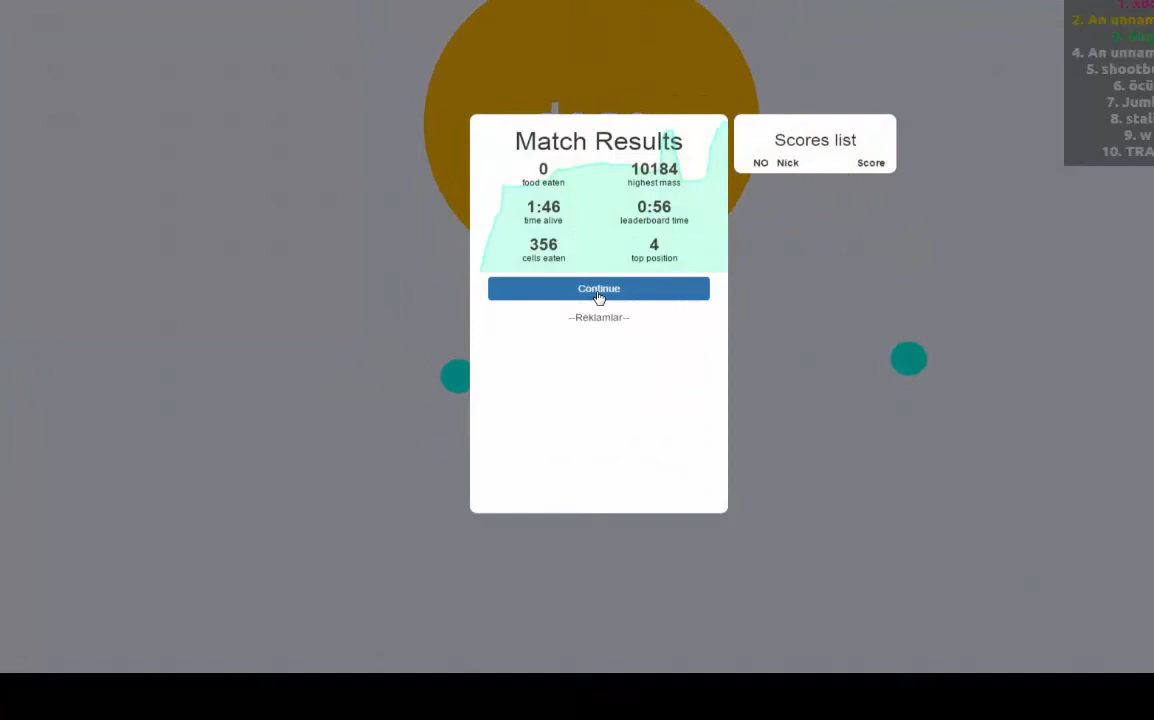 Match Results
0
food eaten
10184
highest mass
1:46
time alive
0:56
leaderboard time
356
cells eaten
4
top position
Continue
--Reklamlar--
Scores list
NO Nick Score
1.
2. An unnam
3.
4. An unnam
5. shootb
6. öcü
7. Jum
8. stal
9. w
10. TRA